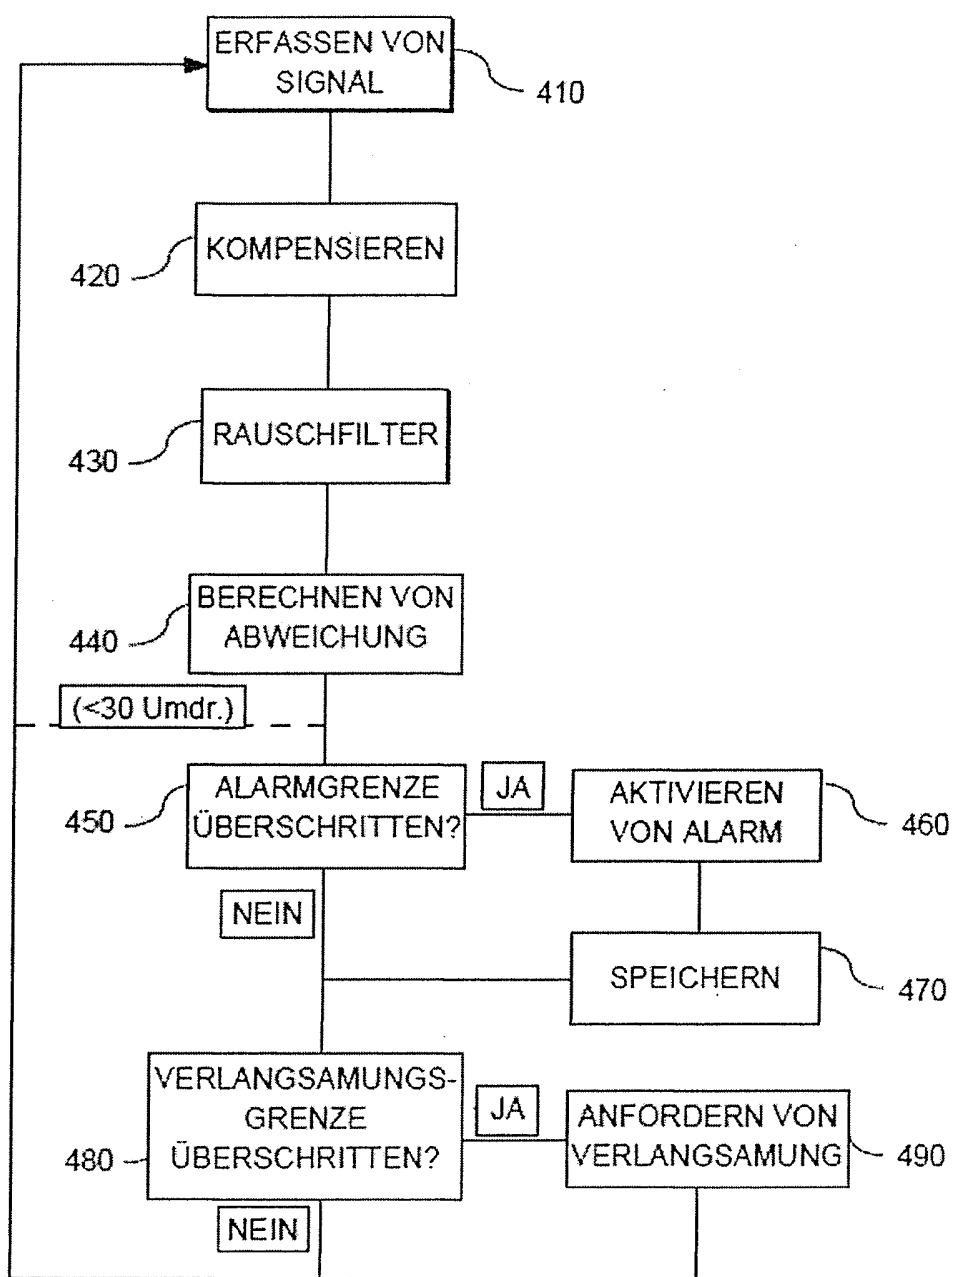 ERFASSEN VON
SIGNAL
410
KOMPENSIEREN
420
RAUSCHFILTER
430
BERECHNEN VON
ABWEICHUNG
440
(<30 Umdr.)
ALARMGRENZE
ÜBERSCHRITTEN?
450
JA
AKTIVIEREN
VON ALARM
460
NEIN
SPEICHERN
470
VERLANGSAMUNGS-
GRENZE
ÜBERSCHRITTEN?
480
JA
ANFORDERN VON
VERLANGSAMUNG
490
NEIN